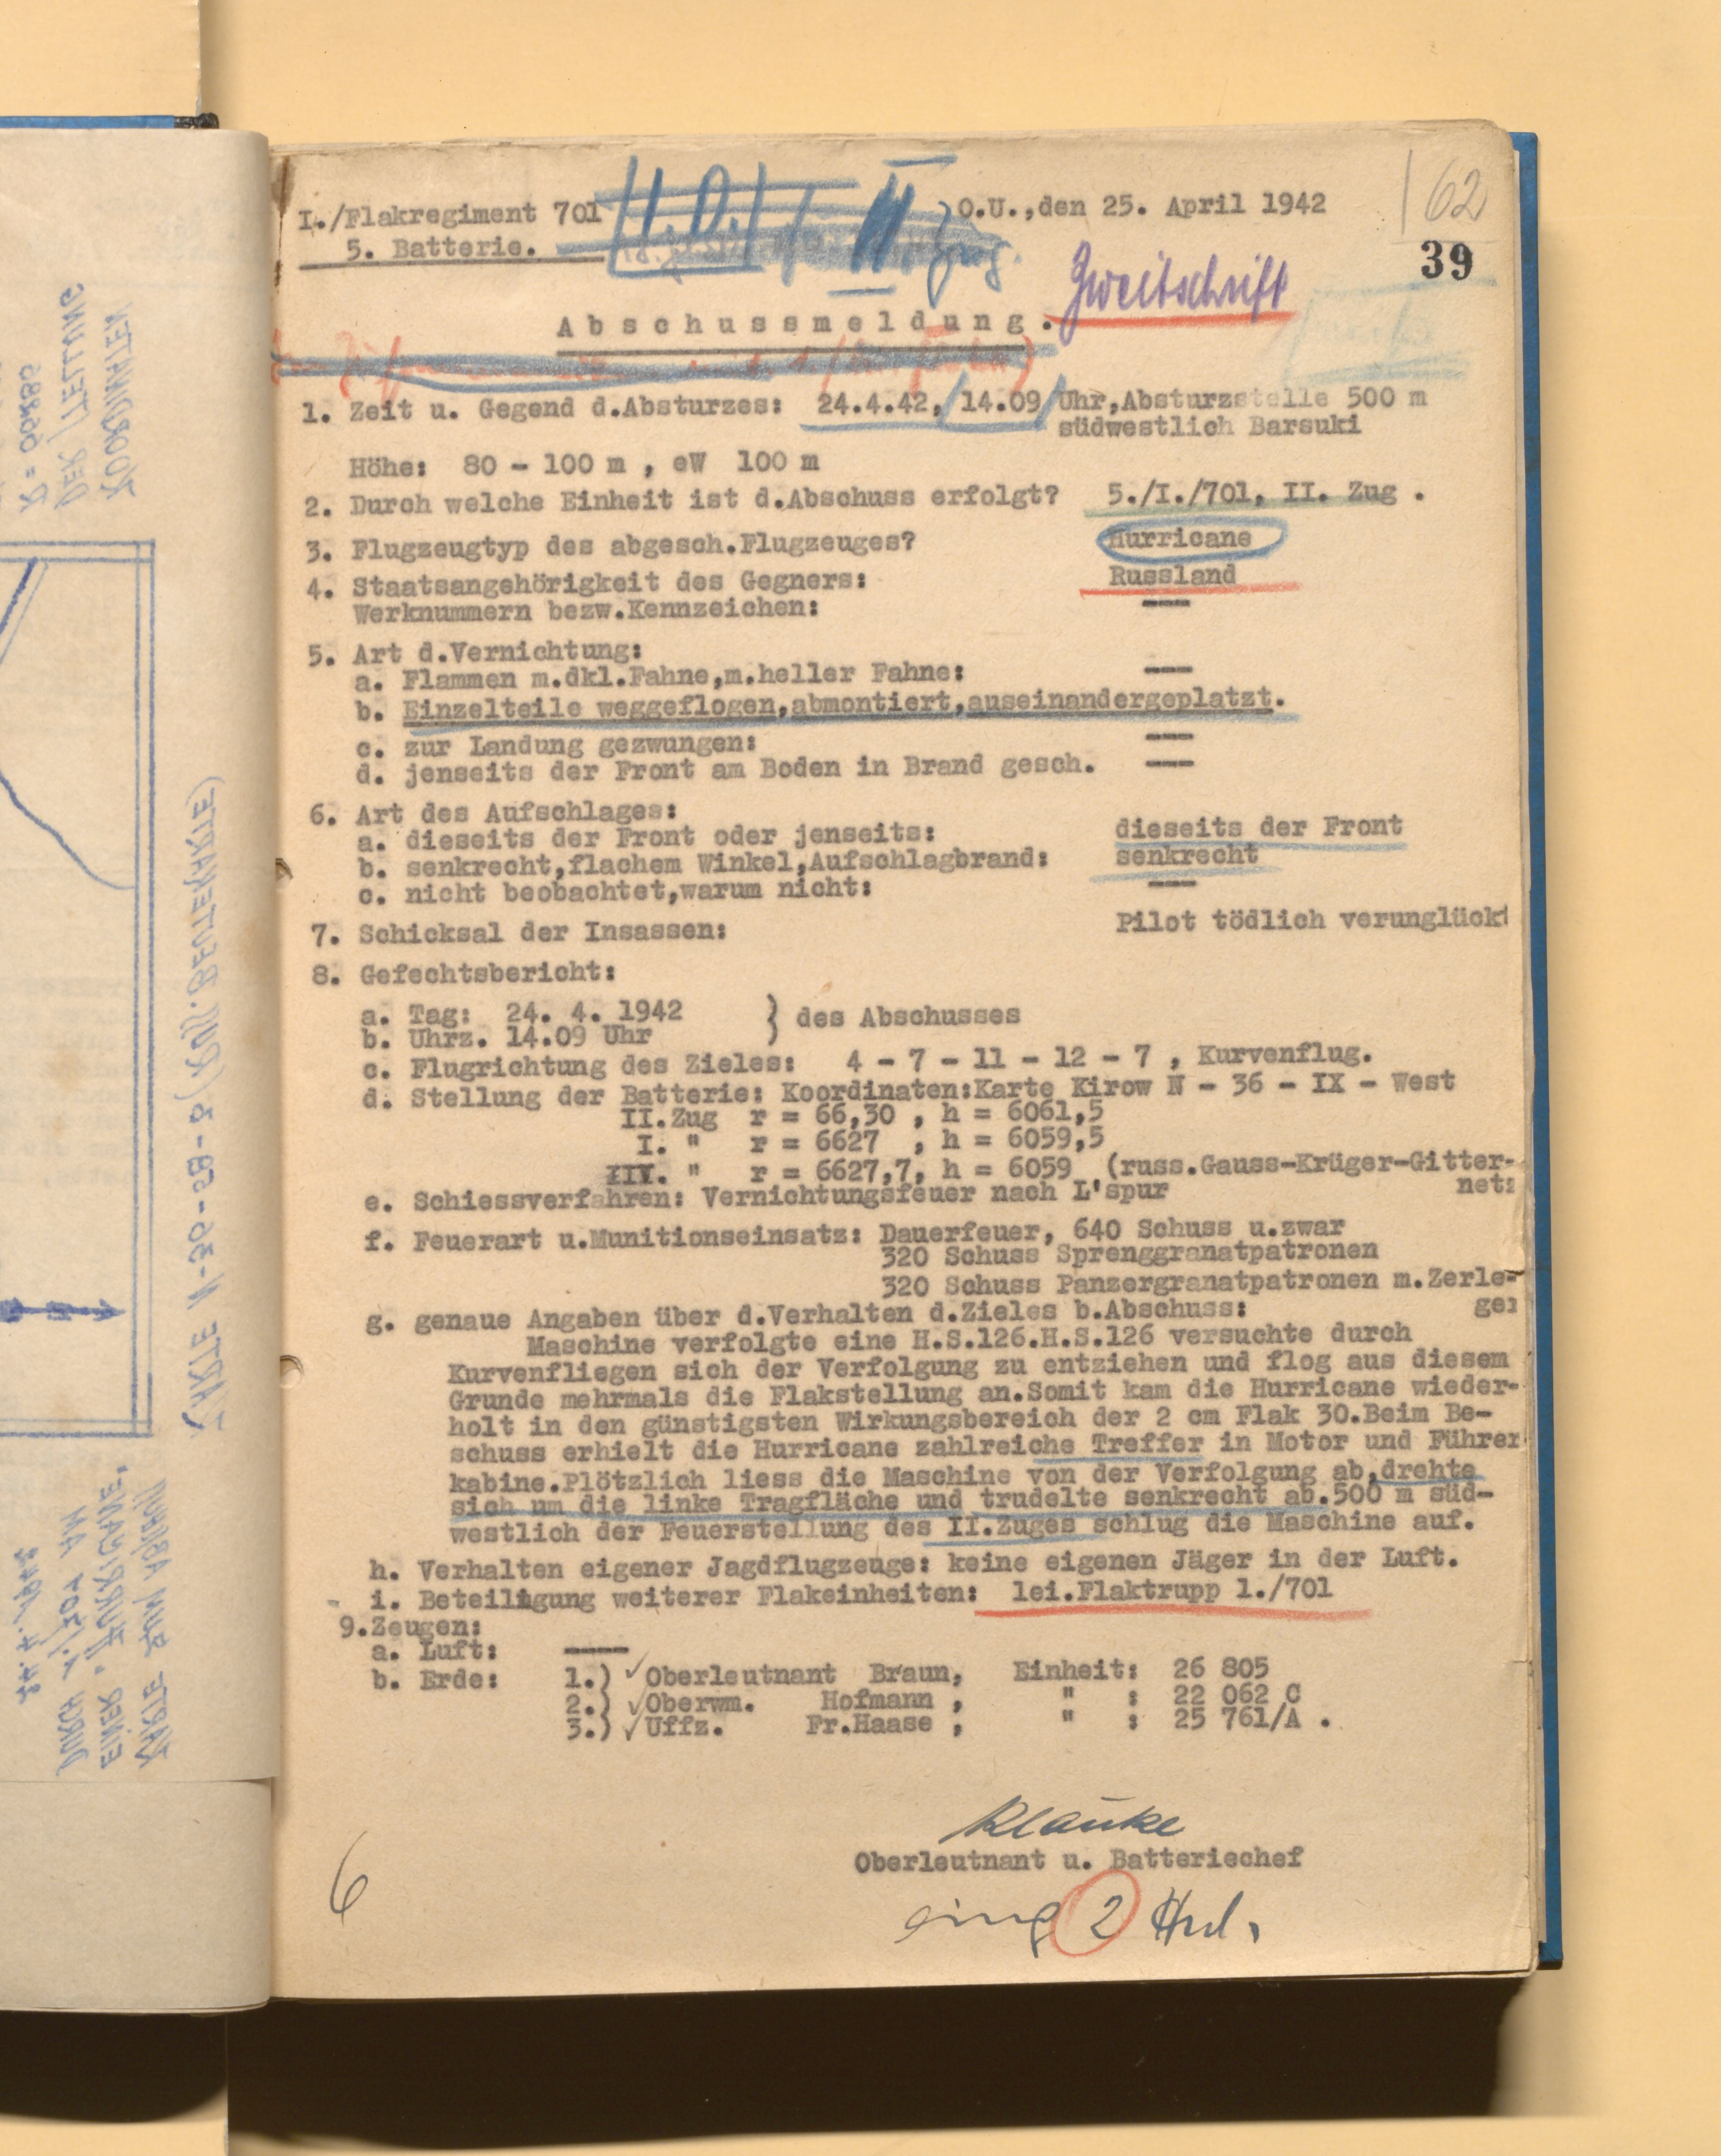 62
39
I./Flakregiment 701
5. Batterie.
O.U.,den 25. April 1942
Zweitschrift
Abschussmeldung.
1. Zeit u. Gegend d.Absturzes: 24.4.42, 14.09 Uhr,Absturzstelle 500 m
südwestlich Barsuki
Höhe: 80 - 100 m , eW 100 m
2. Durch welche Einheit ist d.Abschuss erfolgt? 5./I./701, II. Zug .
3. Flugzeugtyp des abgesch.Flugzeuges? Hurricane
4. Staatsangehörigkeit des Gegners: Russland
Werknummern bezw.Kennzeichen: ---
5. Art d.Vernichtung:
a. Flammen m.dkl.Fahne,m.heller Fahne: ---
b. Einzelteile weggeflogen,abmontiert,auseinandergeplatzt.
c. zur Landung gezwungen: ---
d. jenseits der Front am Boden in Brand gesch. ---
6. Art des Aufschlages:
a. dieseits der Front oder jenseits: dieseits der Front
b. senkrecht,flachem Winkel,Aufschlagbrand: senkrecht
c. nicht beobachtet,warum nicht: ---
7. Schicksal der Insassen: Pilot tödlich verunglückt
8. Gefechtsbericht:
a. Tag: 24. 4. 1942 } des Abschusses
b. Uhrz. 14.09 Uhr
c. Flugrichtung des Zieles: 4 - 7 - 11 - 12 - 7 , Kurvenflug.
d. Stellung der Batterie: Koordinaten:Karte Kirow N - 36 - IX - West
II.Zug r = 66,30 , h = 6061,5
I. " r = 6627 , h = 6059,5
III. " r = 6627,7, h = 6059 (russ.Gauss-Krüger-Gitter-
netz
e. Schiessverfahren: Vernichtungsfeuer nach L'spur
f. Feuerart u.Munitionseinsatz: Dauerfeuer, 640 Schuss u.zwar
320 Schuss Sprenggranatpatronen
320 Schuss Panzergranatpatronen m.Zerle-
ger
g. genaue Angaben über d.Verhalten d.Zieles b.Abschuss:
Maschine verfolgte eine H.S.126.H.S.126 versuchte durch
Kurvenfliegen sich der Verfolgung zu entziehen und flog aus diesem
Grunde mehrmals die Flakstellung an.Somit kam die Hurricane wieder-
holt in den günstigsten Wirkungsbereich der 2 cm Flak 30.Beim Be-
schuss erhielt die Hurricane zahlreiche Treffer in Motor und Führer
kabine.Plötzlich liess die Maschine von der Verfolgung ab,drehte
sich um die linke Tragfläche und trudelte senkrecht ab.500 m süd-
westlich der Feuerstellung des II.Zuges schlug die Maschine auf.
h. Verhalten eigener Jagdflugzeuge: keine eigenen Jäger in der Luft.
i. Beteiligung weiterer Flakeinheiten: lei.Flaktrupp 1./701
9.Zeugen:
a. Luft: ----
b. Erde: 1.) Oberleutnant Braun, Einheit: 26 805
2.) Oberwm. Hofmann , " : 22 062 C
3.) Uffz. Fr.Haase , " : 25 761/A .
Klauke
Oberleutnant u. Batteriechef
6
2